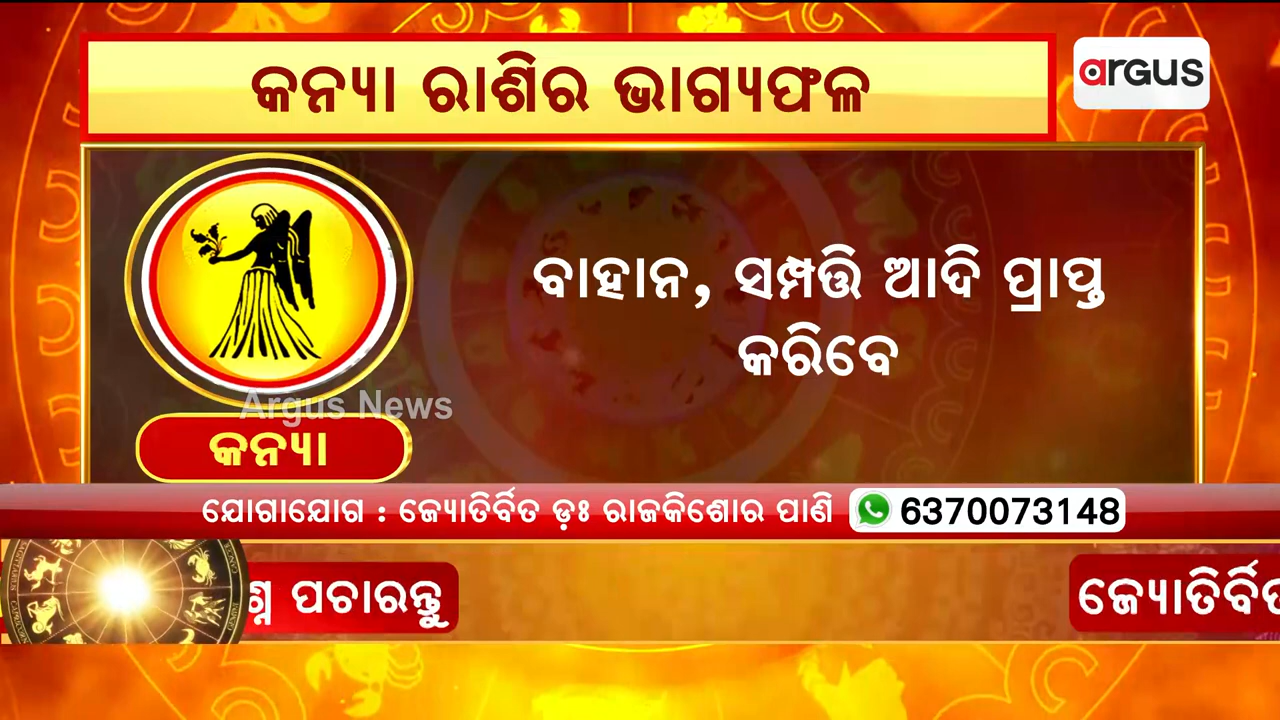 କନ୍ୟା ରାଶିର ଭାଗ୍ୟଫଳ
argus
ବାହାନ, ସମ୍ପତ୍ତି ଆଦି ପ୍ରାପ୍ତ
କରିବେ
Argus News
କନ୍ୟା
ଯୋଗାଯୋଗ : ଜ୍ୟୋତିର୍ବିତ ଡ଼ଃ ରାଜକିଶୋର ପାଣି 6370073148
ପଚାରନ୍ତୁ